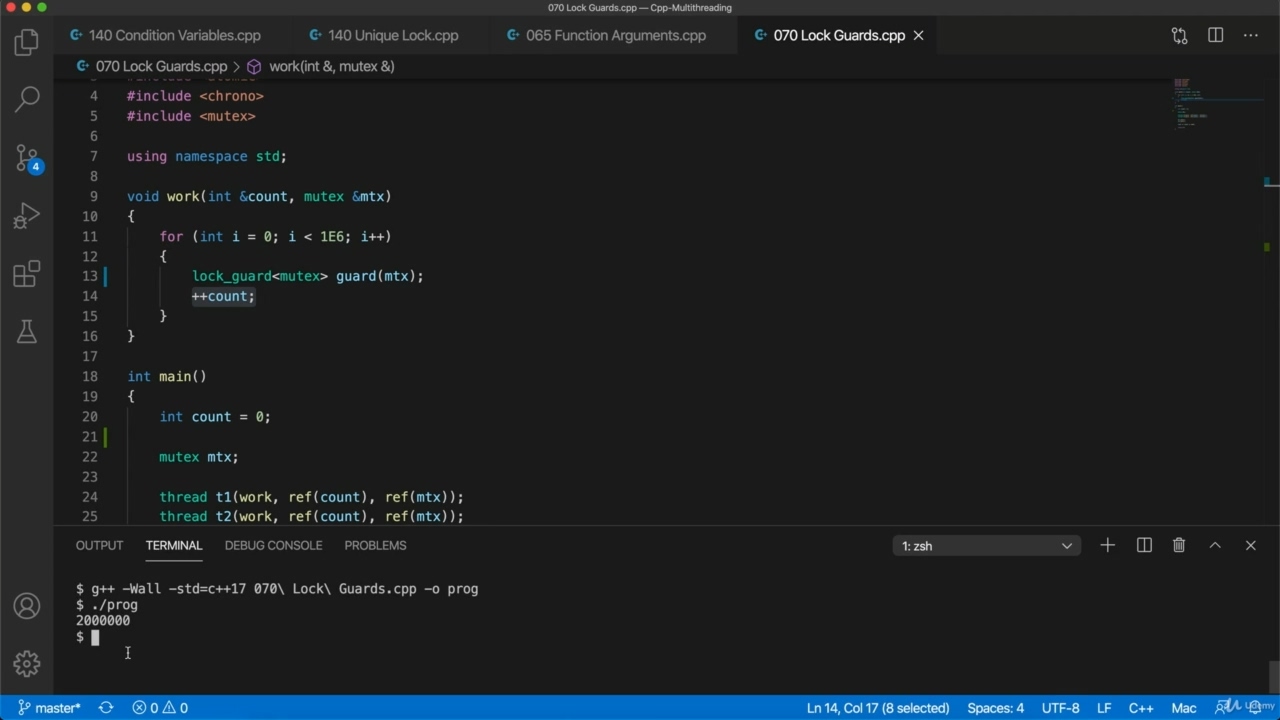 070 Lock Guards.cpp — Cpp-Multithreading
140 Condition Variables.cpp 140 Unique Lock.cpp 065 Function Arguments.cpp 070 Lock Guards.cpp
070 Lock Guards.cpp > work(int &, mutex &)
4 #include <chrono>
5 #include <mutex>
6
7 using namespace std;
8
9 void work(int &count, mutex &mtx)
10 {
11 for (int i = 0; i < 1E6; i++)
12 {
13 lock_guard<mutex> guard(mtx);
14 ++count;
15 }
16 }
17
18 int main()
19 {
20 int count = 0;
21
22 mutex mtx;
23
24 thread t1(work, ref(count), ref(mtx));
25 thread t2(work, ref(count), ref(mtx));
4
OUTPUT TERMINAL DEBUG CONSOLE PROBLEMS 1: zsh
$ g++ -Wall -std=c++17 070\ Lock\ Guards.cpp -o prog
$ ./prog
2000000
$
master* 0 0 Ln 14, Col 17 (8 selected) Spaces: 4 UTF-8 LF C++ Mac Udemy